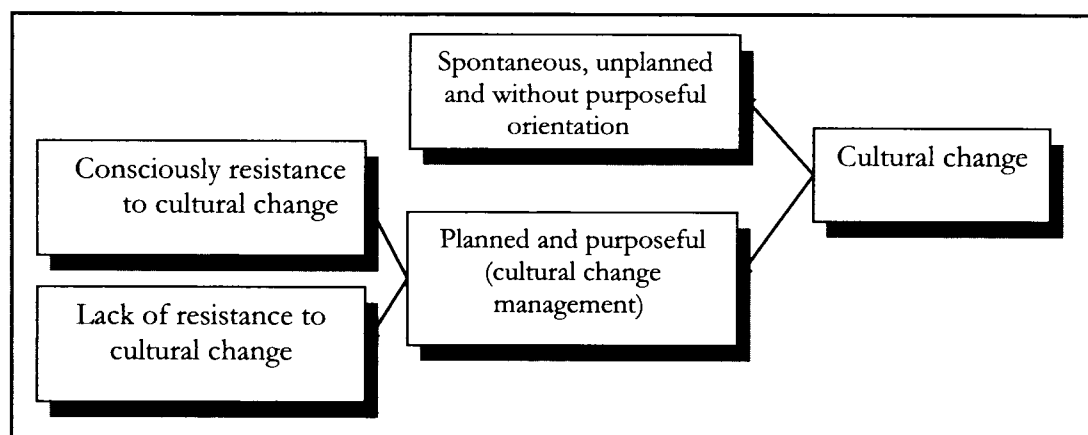 Spontaneous, unplanned
and without purposeful
orientation
Cultural change
Consciously resistance
to cultural change
Planned and purposeful
(cultural change
management)
Lack of resistance to
cultural change